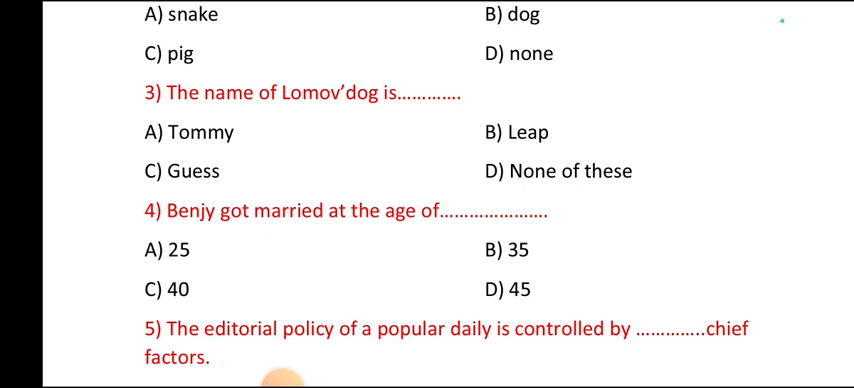 A) snake B) dog
C) pig D) none
3) The name of Lomov’dog is………….
A) Tommy B) Leap
C) Guess D) None of these
4) Benjy got married at the age of………………….
A) 25 B) 35
C) 40 D) 45
5) The editorial policy of a popular daily is controlled by …………..chief
factors.